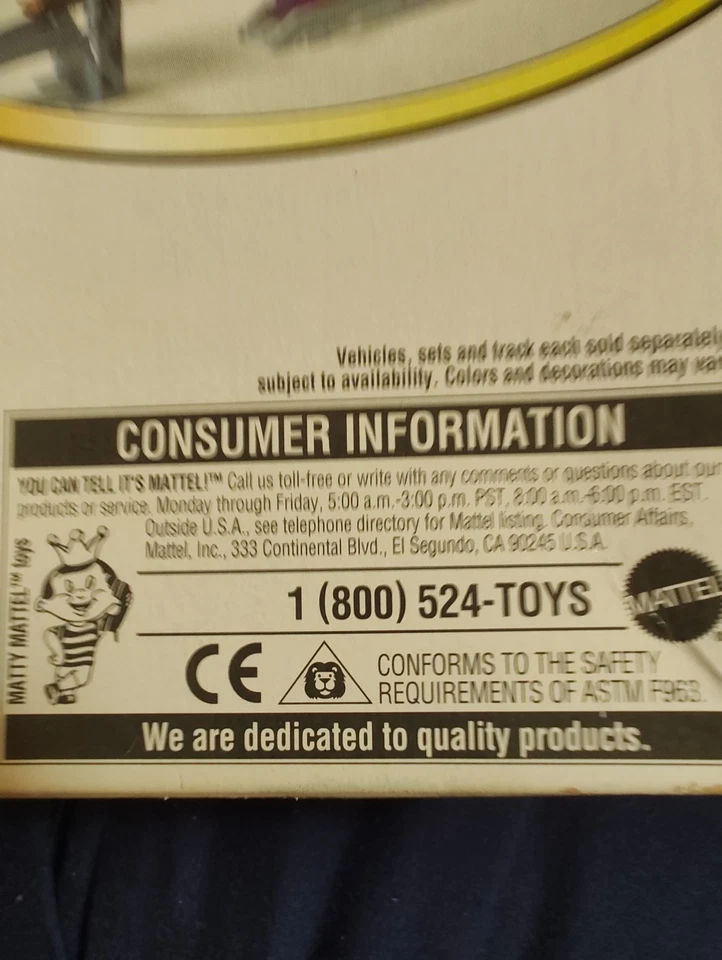 Vehicles, sets and track each sold separatel
subject to availability. Colors and decorations may va
CONSUMER INFORMATION
YOU CAN TELL IT'S MATTEL!™ Call us toll-free or write with any comments or questions about our
products or service. Monday through Friday, 5:00 a.m.-3:00 p.m. PST, 8:00 a.m.-6:00 p.m. EST.
Outside U.S.A., see telephone directory for Mattel listing. Consumer Affairs,
Mattel, Inc., 333 Continental Blvd., El Segundo, CA 90245 U.S.A.
MATTY MATTEL™ toys
1 (800) 524-TOYS
MATTEL
CE
CONFORMS TO THE SAFETY
REQUIREMENTS OF ASTM F963.
We are dedicated to quality products.